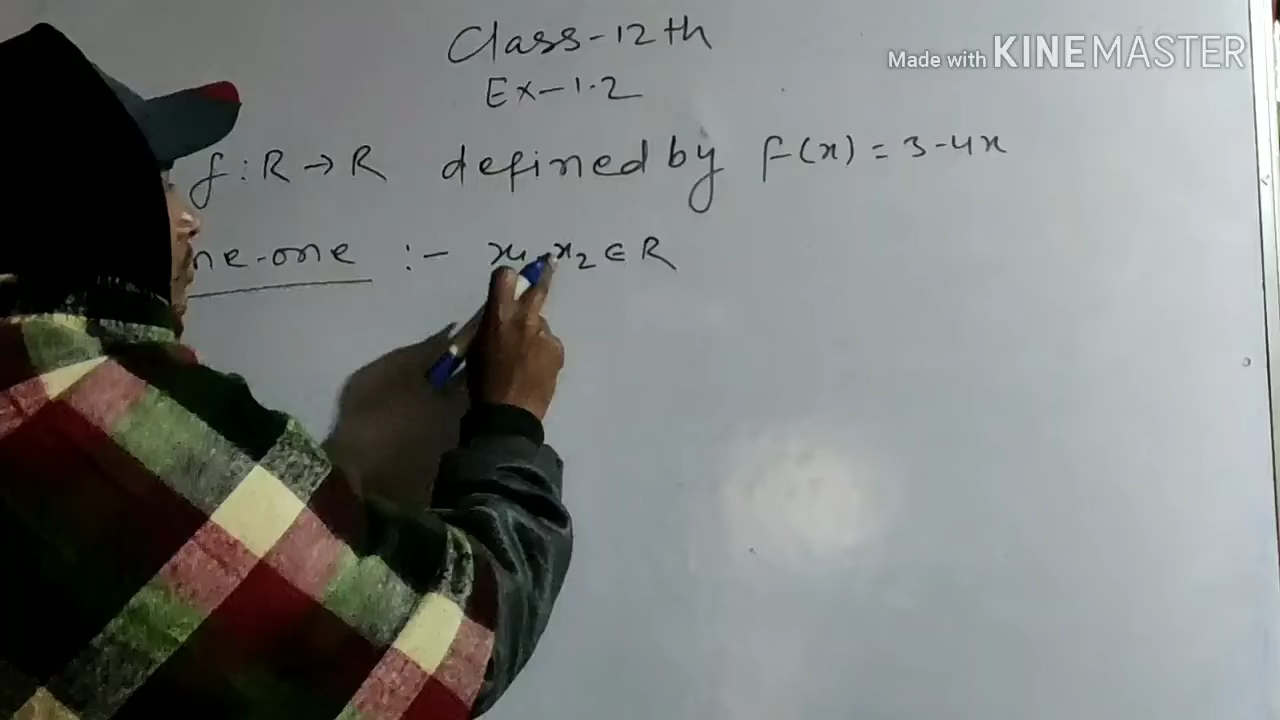 Class-12th
Made with KINEMASTER
Ex-1.2
f:R→R defined by f(x)=3-4x
ne-one :- x1, x2 ∈ R